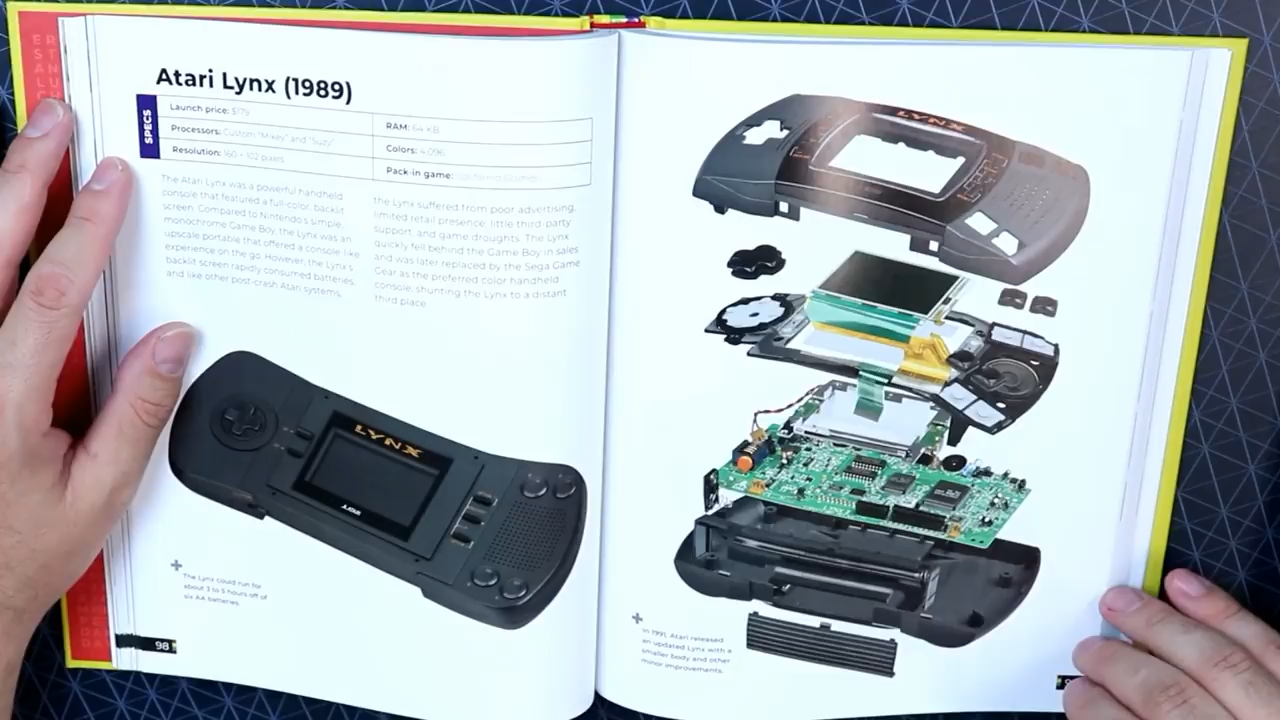 Atari Lynx (1989)
SPECS
Launch price: $179
Processors: Custom "Mikey" and "Suzy"
Resolution: 160 × 102 pixels
RAM: 64 KB
Colors: 4,096
Pack-in game:
The Atari Lynx was a powerful handheld
console that featured a full-color, backlit
screen. Compared to Nintendo's simple,
monochrome Game Boy, the Lynx was an
upscale portable that offered a console-like
experience on the go. However, the Lynx's
backlit screen rapidly consumed batteries,
and like other post-crash Atari systems,
the Lynx suffered from poor advertising,
limited retail presence, little third-party
support, and game droughts. The Lynx
quickly fell behind the Game Boy in sales
and was later replaced by the Sega Game
Gear as the preferred color handheld
console, shunting the Lynx to a distant
third place.
LYNX
ATARI
The Lynx could run for
about 3 to 5 hours off of
six AA batteries.
98
LYNX
In 1991, Atari released
an updated Lynx with a
smaller body and other
minor improvements.